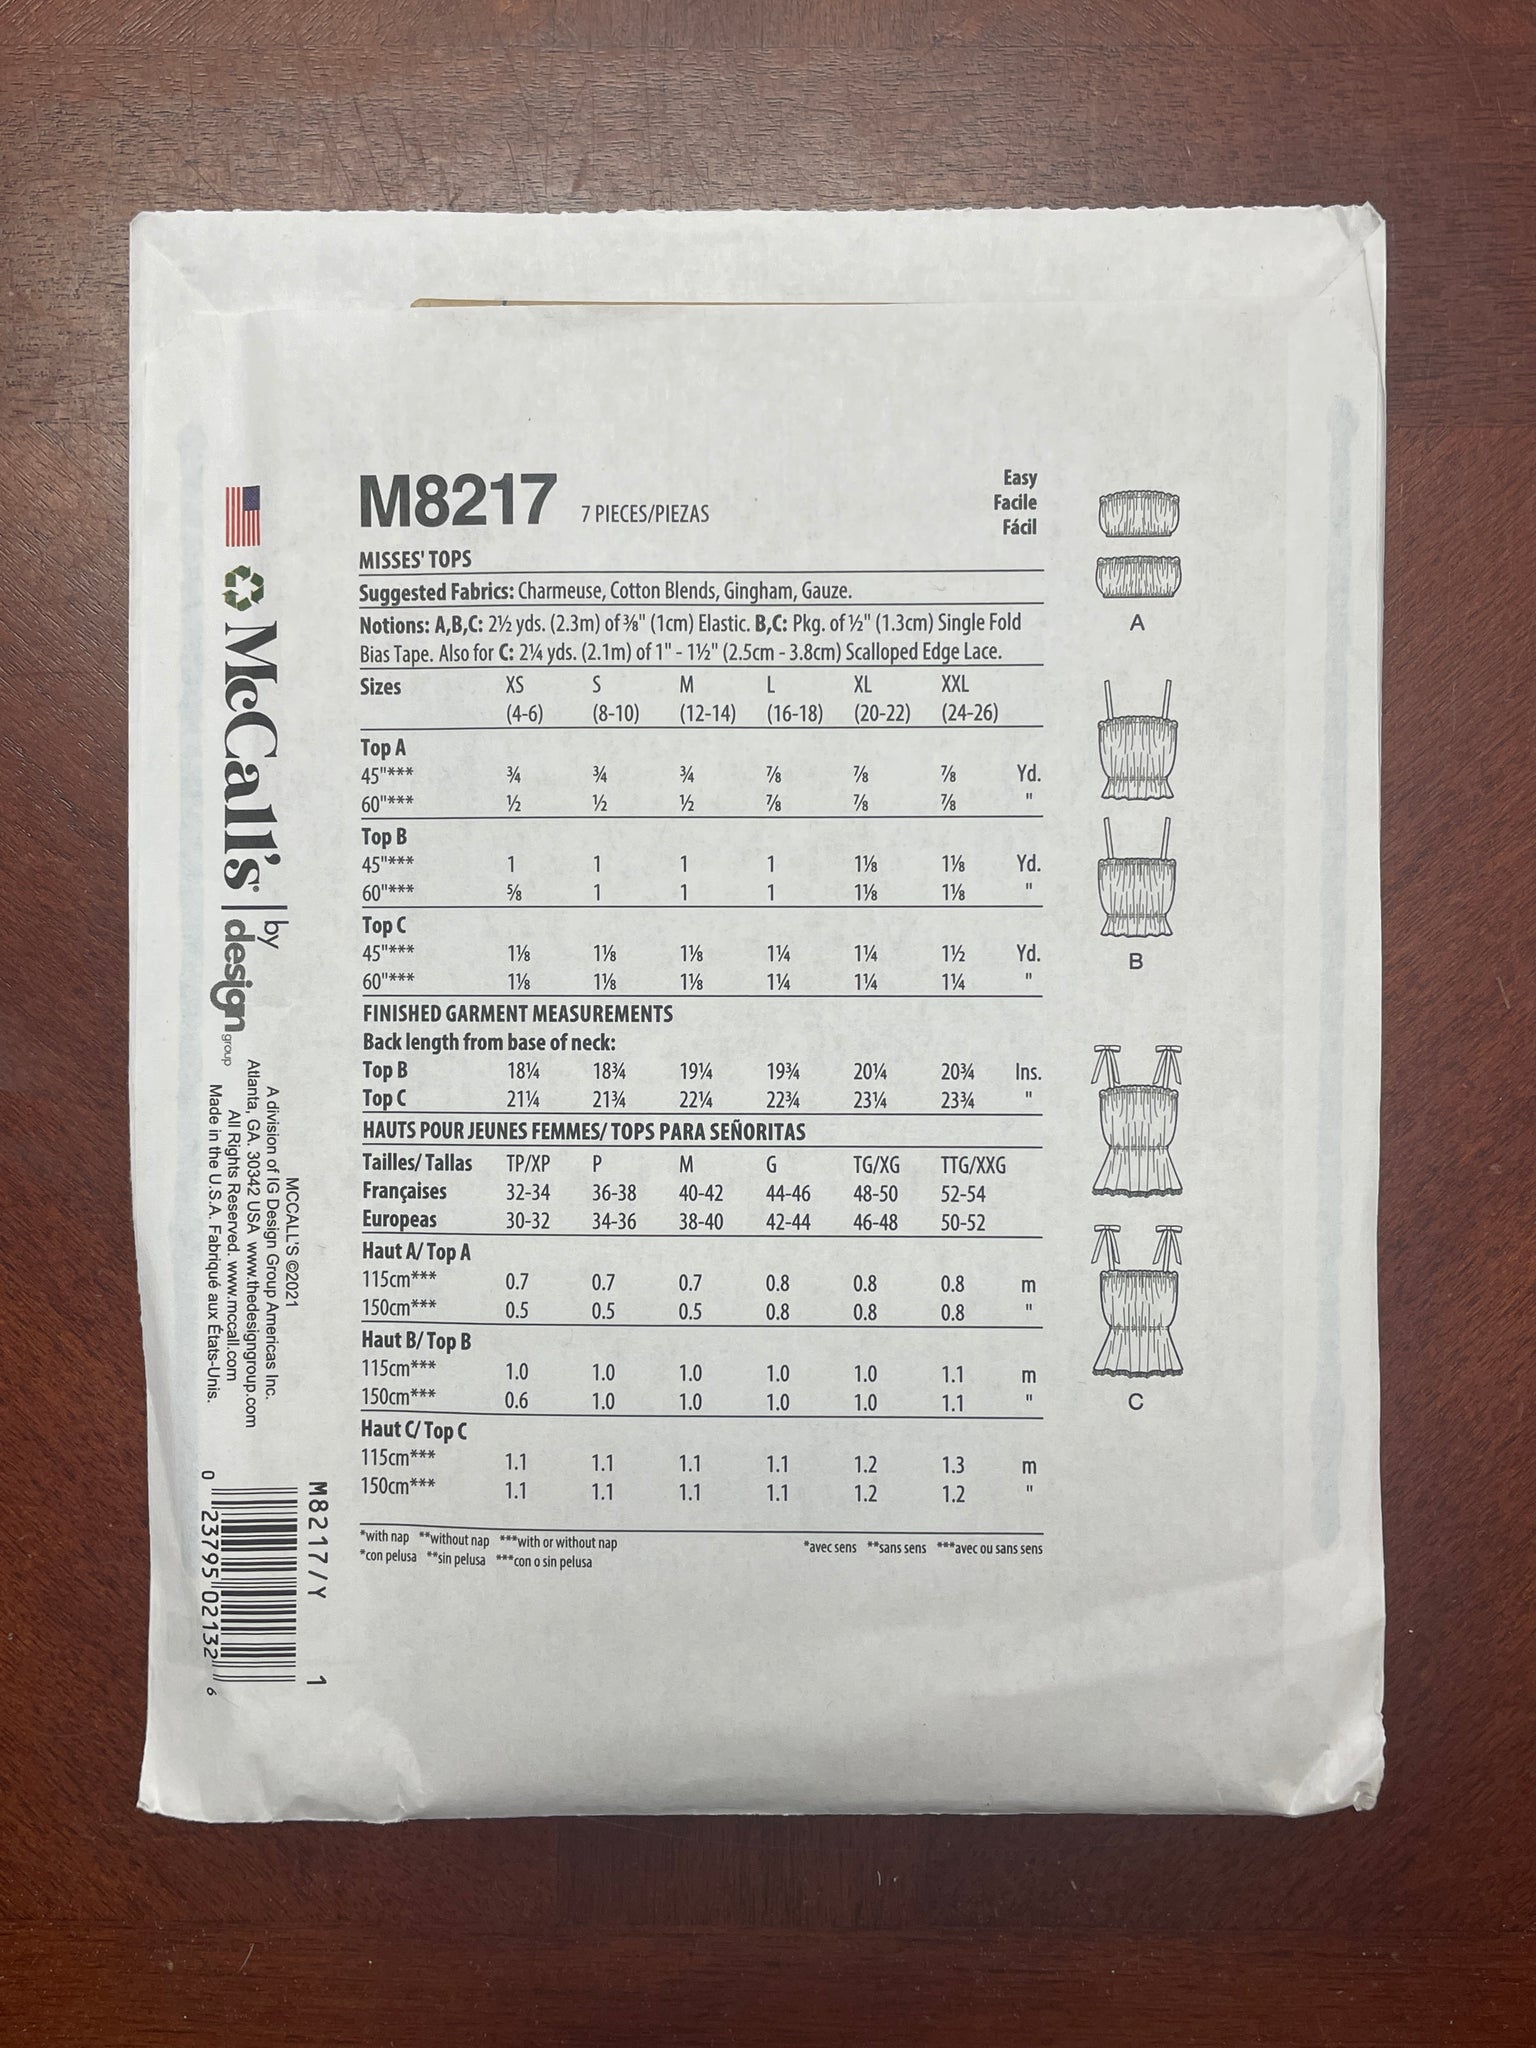 M8217 7 PIECES/PIEZAS
Easy
Facile
Fácil
MISSES' TOPS
Suggested Fabrics: Charmeuse, Cotton Blends, Gingham, Gauze.
Notions: A,B,C: 2½ yds. (2.3m) of ⅜" (1cm) Elastic. B,C: Pkg. of ½" (1.3cm) Single Fold
Bias Tape. Also for C: 2¼ yds. (2.1m) of 1" - 1½" (2.5cm - 3.8cm) Scalloped Edge Lace.
Sizes XS S M L XL XXL
(4-6) (8-10) (12-14) (16-18) (20-22) (24-26)
Top A
45"*** ¾ ¾ ¾ ⅞ ⅞ ⅞ Yd.
60"*** ½ ½ ½ ⅞ ⅞ ⅞ "
Top B
45"*** 1 1 1 1 1⅛ 1⅛ Yd.
60"*** ⅝ 1 1 1 1⅛ 1⅛ "
Top C
45"*** 1⅛ 1⅛ 1⅛ 1¼ 1¼ 1½ Yd.
60"*** 1⅛ 1⅛ 1⅛ 1¼ 1¼ 1¼ "
FINISHED GARMENT MEASUREMENTS
Back length from base of neck:
Top B 18¼ 18¾ 19¼ 19¾ 20¼ 20¾ Ins.
Top C 21¼ 21¾ 22¼ 22¾ 23¼ 23¾ "
HAUTS POUR JEUNES FEMMES/ TOPS PARA SEÑORITAS
Tailles/ Tallas TP/XP P M G TG/XG TTG/XXG
Françaises 32-34 36-38 40-42 44-46 48-50 52-54
Europeas 30-32 34-36 38-40 42-44 46-48 50-52
Haut A/ Top A
115cm*** 0.7 0.7 0.7 0.8 0.8 0.8 m
150cm*** 0.5 0.5 0.5 0.8 0.8 0.8 "
Haut B/ Top B
115cm*** 1.0 1.0 1.0 1.0 1.0 1.1 m
150cm*** 0.6 1.0 1.0 1.0 1.0 1.1 "
Haut C/ Top C
115cm*** 1.1 1.1 1.1 1.1 1.2 1.3 m
150cm*** 1.1 1.1 1.1 1.1 1.2 1.2 "
*with nap **without nap ***with or without nap
*con pelusa **sin pelusa ***con o sin pelusa
*avec sens **sans sens ***avec ou sans sens
A
B
C
McCall's by design group
MCCALL'S ©2021
A division of IG Design Group Americas Inc.
Atlanta, GA. 30342 USA www.thedesigngroup.com
All Rights Reserved. www.mccall.com
Made in the U.S.A. Fabriqué aux États-Unis.
M8217/Y 1
0 23795 02132 6